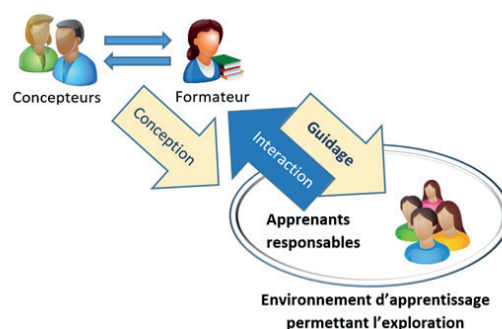 Concepteurs
Formateur
Conception
Interaction
Guidage
Apprenants
responsables
Environnement d'apprentissage
permettant l'exploration